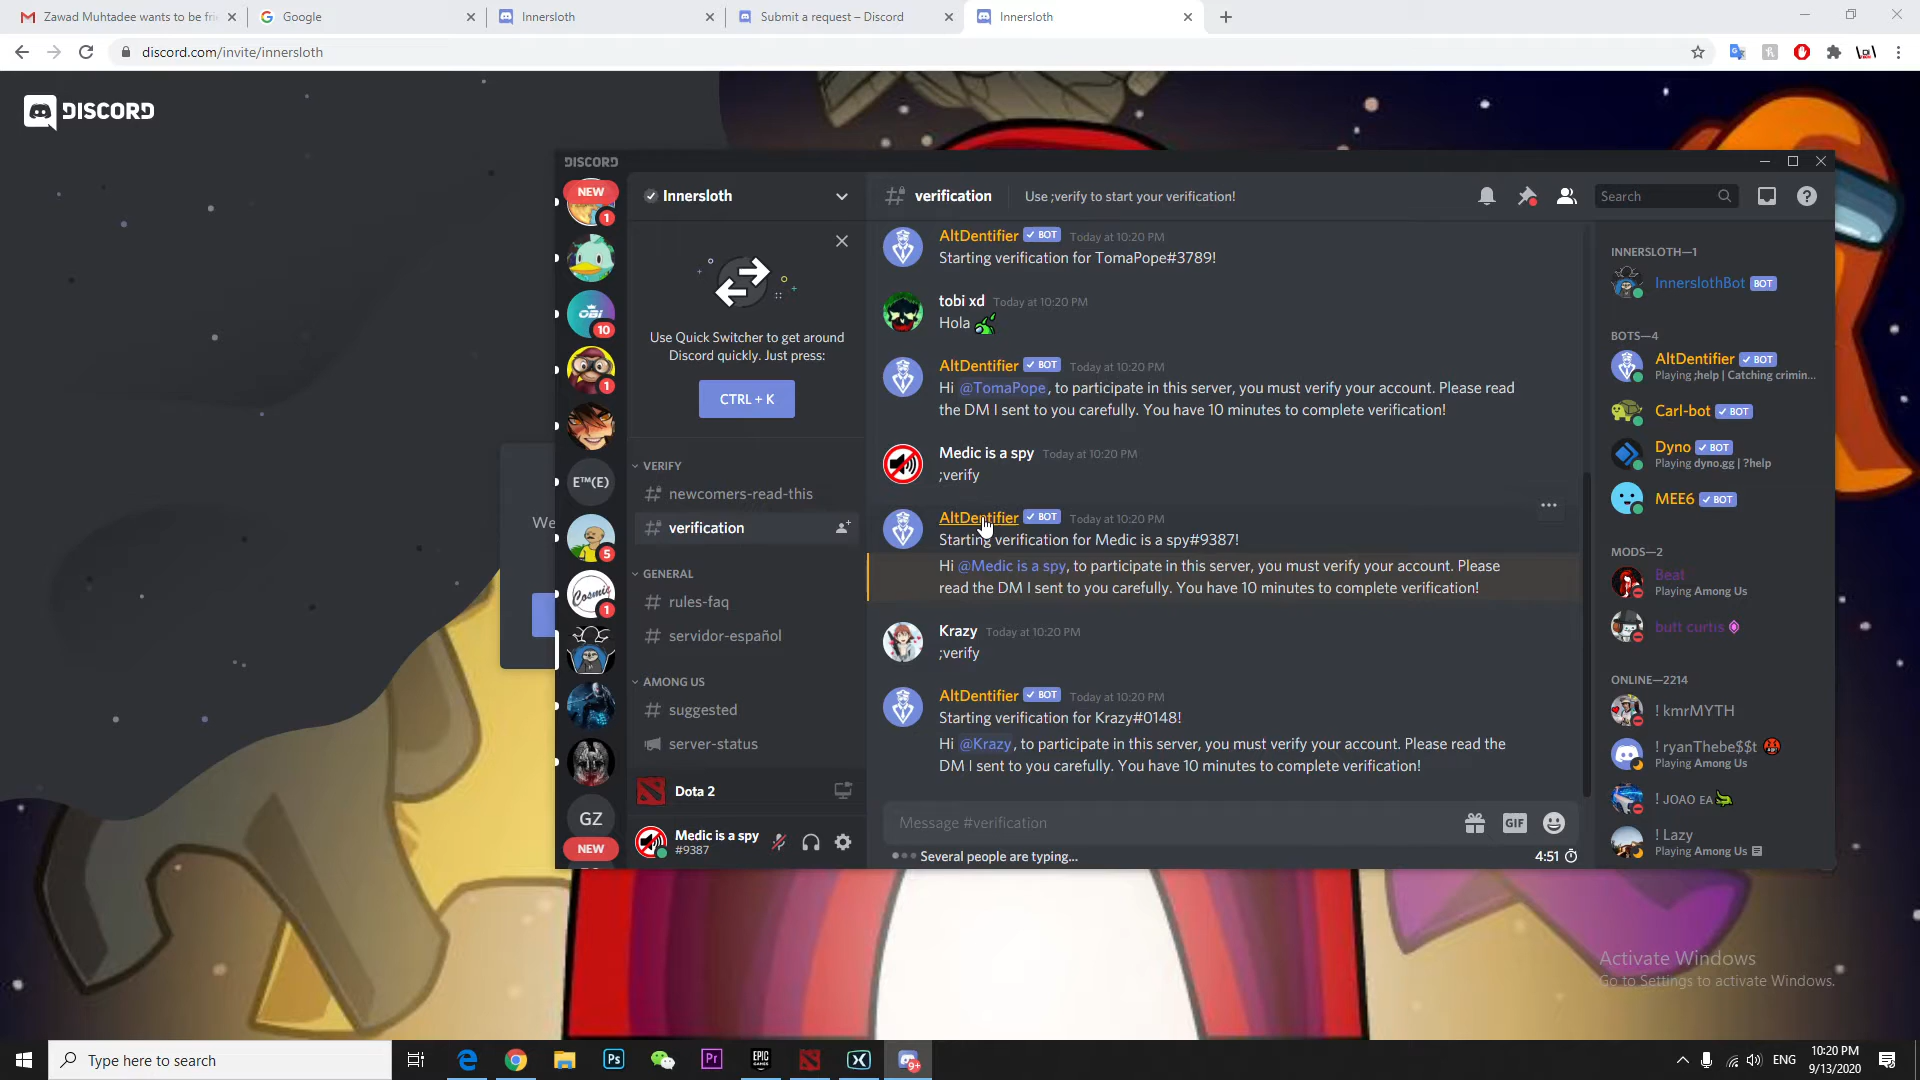 Zawad Muhtadee wants to be fri
Google
Innersloth
Submit a request – Discord
Innersloth
discord.com/invite/innersloth
DISCORD
We
DISCORD
NEW
1
10
1
E™(E)
5
Cosmic
1
GZ
NEW
Innersloth
Use Quick Switcher to get around
Discord quickly. Just press:
CTRL + K
VERIFY
newcomers-read-this
verification
GENERAL
rules-faq
servidor-español
AMONG US
suggested
server-status
Dota 2
Medic is a spy
#9387
verification
Use ;verify to start your verification!
Search
AltDentifier BOT Today at 10:20 PM
Starting verification for TomaPope#3789!
tobi xd Today at 10:20 PM
Hola
AltDentifier BOT Today at 10:20 PM
Hi @TomaPope, to participate in this server, you must verify your account. Please read
the DM I sent to you carefully. You have 10 minutes to complete verification!
Medic is a spy Today at 10:20 PM
;verify
AltDentifier BOT Today at 10:20 PM
Starting verification for Medic is a spy#9387!
Hi @Medic is a spy, to participate in this server, you must verify your account. Please
read the DM I sent to you carefully. You have 10 minutes to complete verification!
Krazy Today at 10:20 PM
;verify
AltDentifier BOT Today at 10:20 PM
Starting verification for Krazy#0148!
Hi @Krazy, to participate in this server, you must verify your account. Please read the
DM I sent to you carefully. You have 10 minutes to complete verification!
Message #verification
GIF
Several people are typing...
4:51
INNERSLOTH—1
InnerslothBot BOT
BOTS—4
AltDentifier BOT
Playing ;help | Catching crimin...
Carl-bot BOT
Dyno BOT
Playing dyno.gg | ?help
MEE6 BOT
MODS—2
Beat
Playing Among Us
butt curtis
ONLINE—2214
! kmrMYTH
! ryanThebe$$t
Playing Among Us
! JOAO EA
! Lazy
Playing Among Us
Activate Windows
Go to Settings to activate Windows.
Type here to search
Ps
Pr
EPIC
GAMES
9+
ENG
10:20 PM
9/13/2020